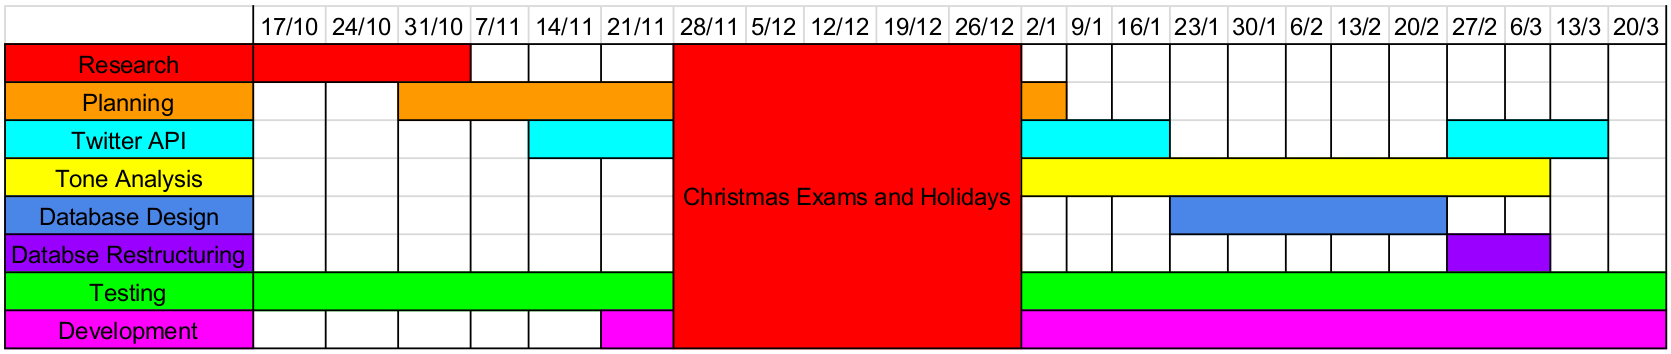 17/10 24/10 31/10 7/11 14/11 21/11 28/11 5/12 12/12 19/12 26/12 2/1 9/1 16/1 23/1 30/1 6/2 13/2 20/2 27/2 6/3 13/3 20/3
Research
Planning
Twitter API
Tone Analysis
Christmas Exams and Holidays
Database Design
Databse Restructuring
Testing
Development